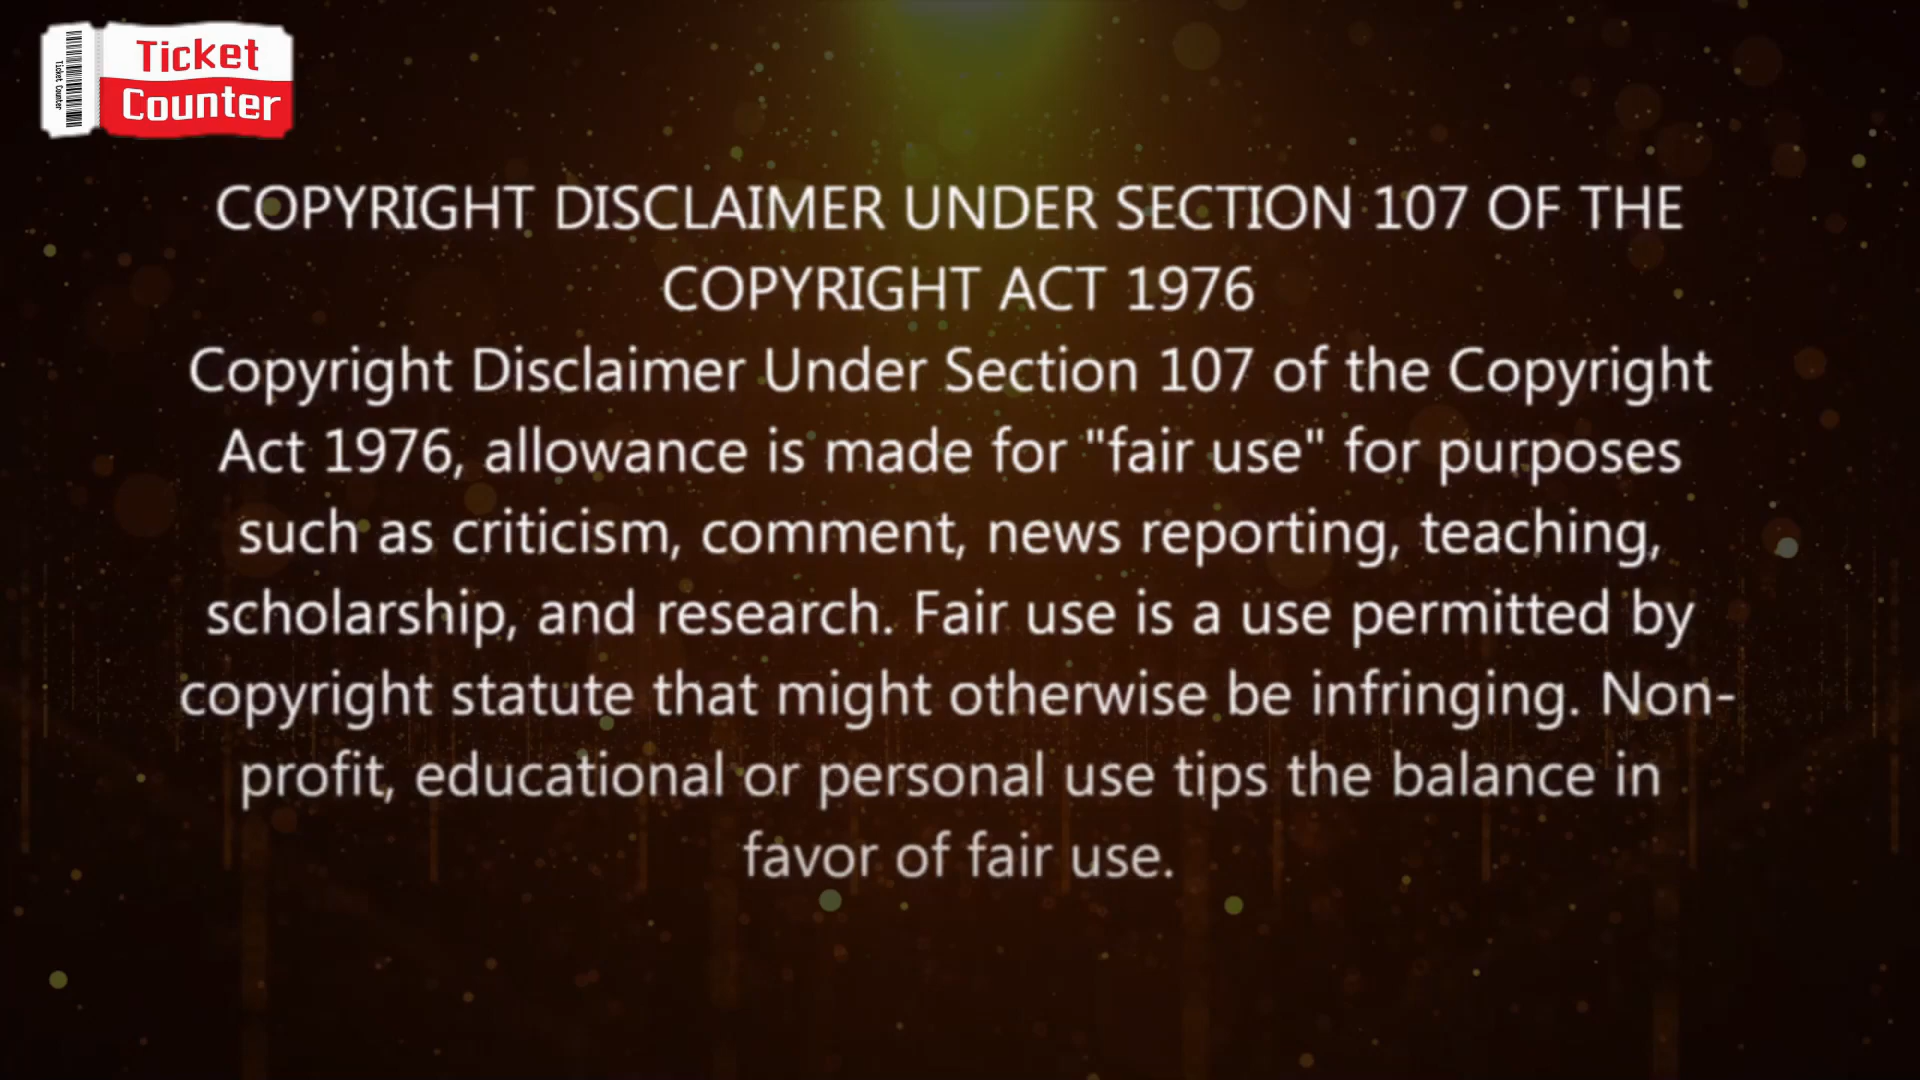 Ticket
Counter
Ticket Counter
COPYRIGHT DISCLAIMER UNDER SECTION 107 OF THE
COPYRIGHT ACT 1976
Copyright Disclaimer Under Section 107 of the Copyright
Act 1976, allowance is made for "fair use" for purposes
such as criticism, comment, news reporting, teaching,
scholarship, and research. Fair use is a use permitted by
copyright statute that might otherwise be infringing. Non-
profit, educational or personal use tips the balance in
favor of fair use.